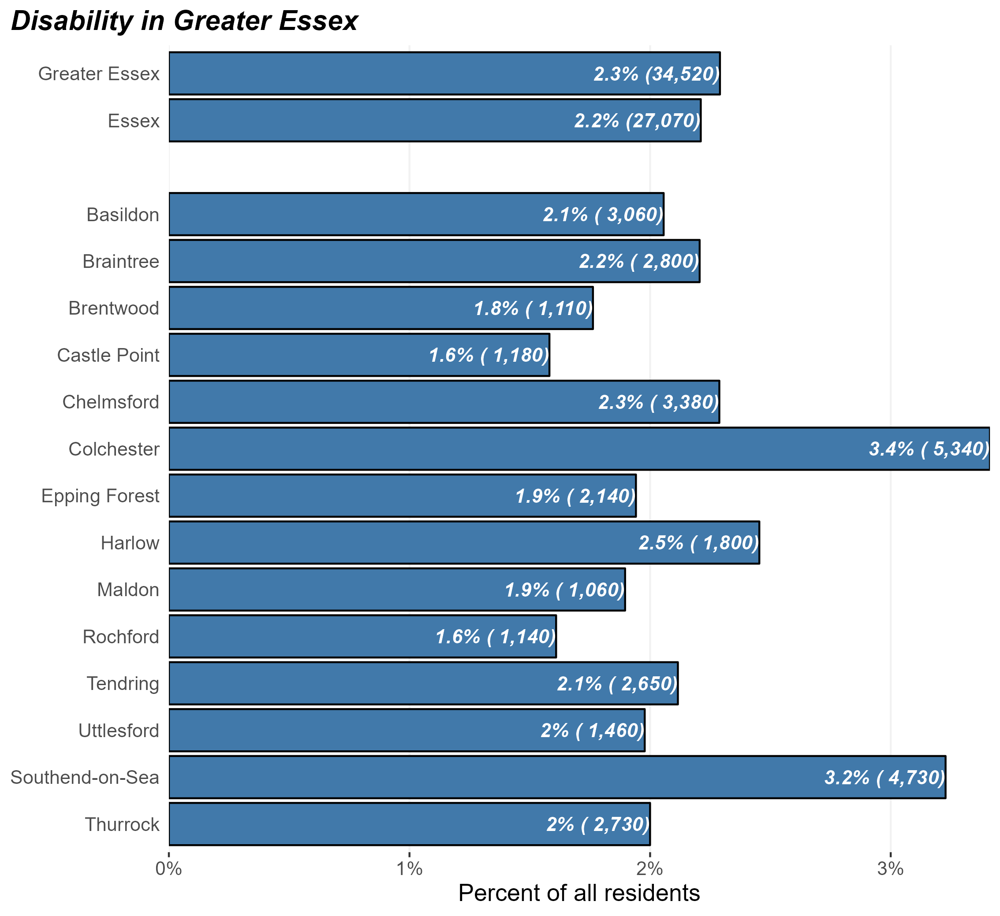 Disability in Greater Essex
Greater Essex 2.3% (34,520)
Essex 2.2% (27,070)
Basildon 2.1% ( 3,060)
Braintree 2.2% ( 2,800)
Brentwood 1.8% ( 1,110)
Castle Point 1.6% ( 1,180)
Chelmsford 2.3% ( 3,380)
Colchester 3.4% ( 5,340)
Epping Forest 1.9% ( 2,140)
Harlow 2.5% ( 1,800)
Maldon 1.9% ( 1,060)
Rochford 1.6% ( 1,140)
Tendring 2.1% ( 2,650)
Uttlesford 2% ( 1,460)
Southend-on-Sea 3.2% ( 4,730)
Thurrock 2% ( 2,730)
0% 1% 2% 3%
Percent of all residents